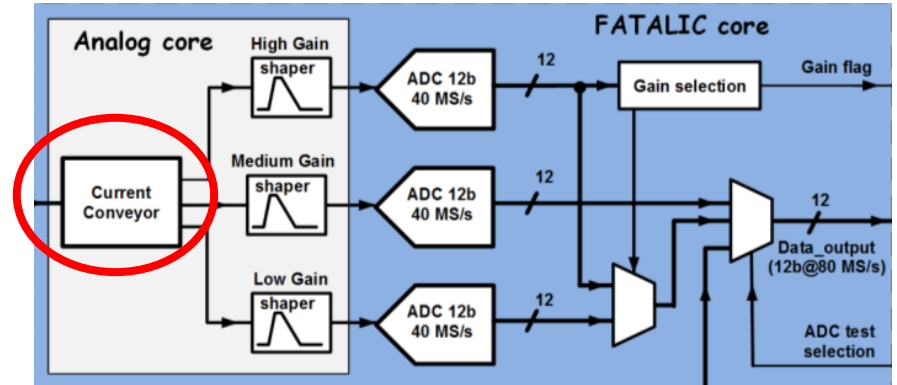 Analog core
FATALIC core
High Gain
shaper
ADC 12b
40 MS/s
12
Gain selection
Gain flag
Current
Conveyor
Medium Gain
shaper
ADC 12b
40 MS/s
12
12
Data_output
(12b@80 MS/s)
Low Gain
shaper
ADC 12b
40 MS/s
12
ADC test
selection